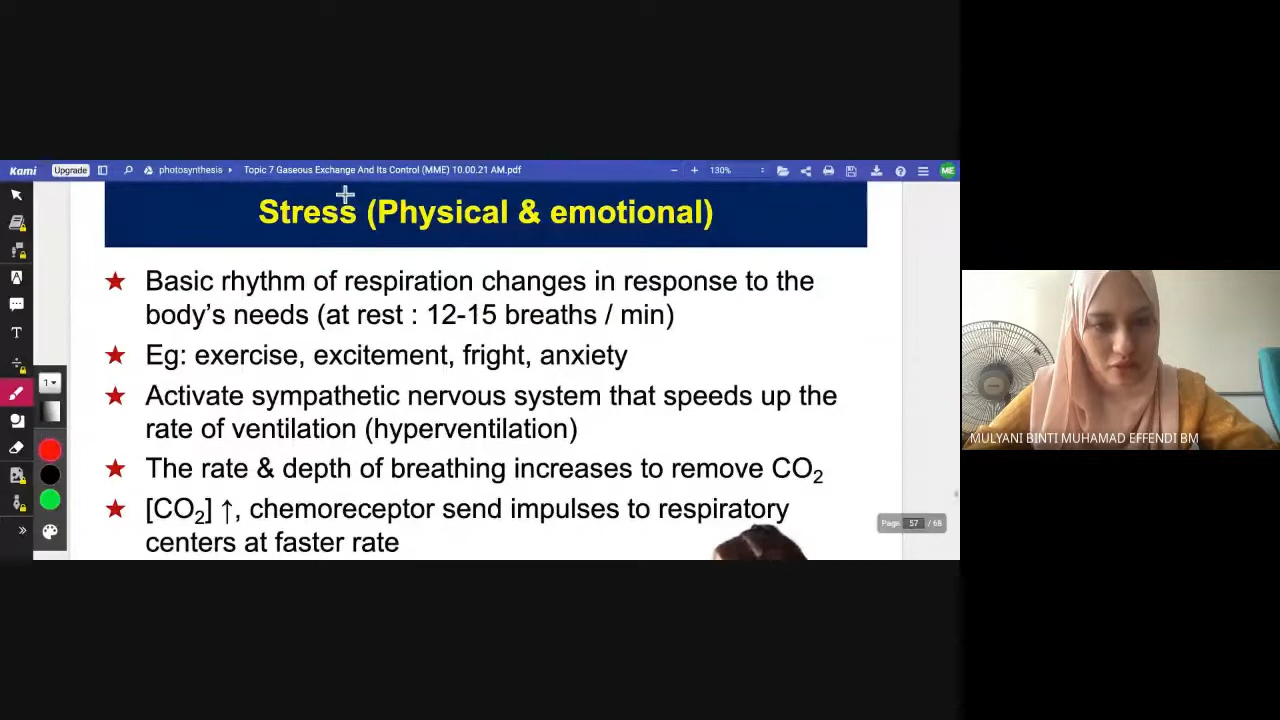 Kami
Upgrade
photosynthesis
Topic 7 Gaseous Exchange And Its Control (MME) 10.00.21 AM.pdf
130%
ME
Stress (Physical & emotional)
Basic rhythm of respiration changes in response to the
body's needs (at rest : 12-15 breaths / min)
Eg: exercise, excitement, fright, anxiety
Activate sympathetic nervous system that speeds up the
rate of ventilation (hyperventilation)
The rate & depth of breathing increases to remove CO₂
[CO₂] ↑, chemoreceptor send impulses to respiratory
centers at faster rate
1
Page 57 / 68
MULYANI BINTI MUHAMAD EFFENDI BM